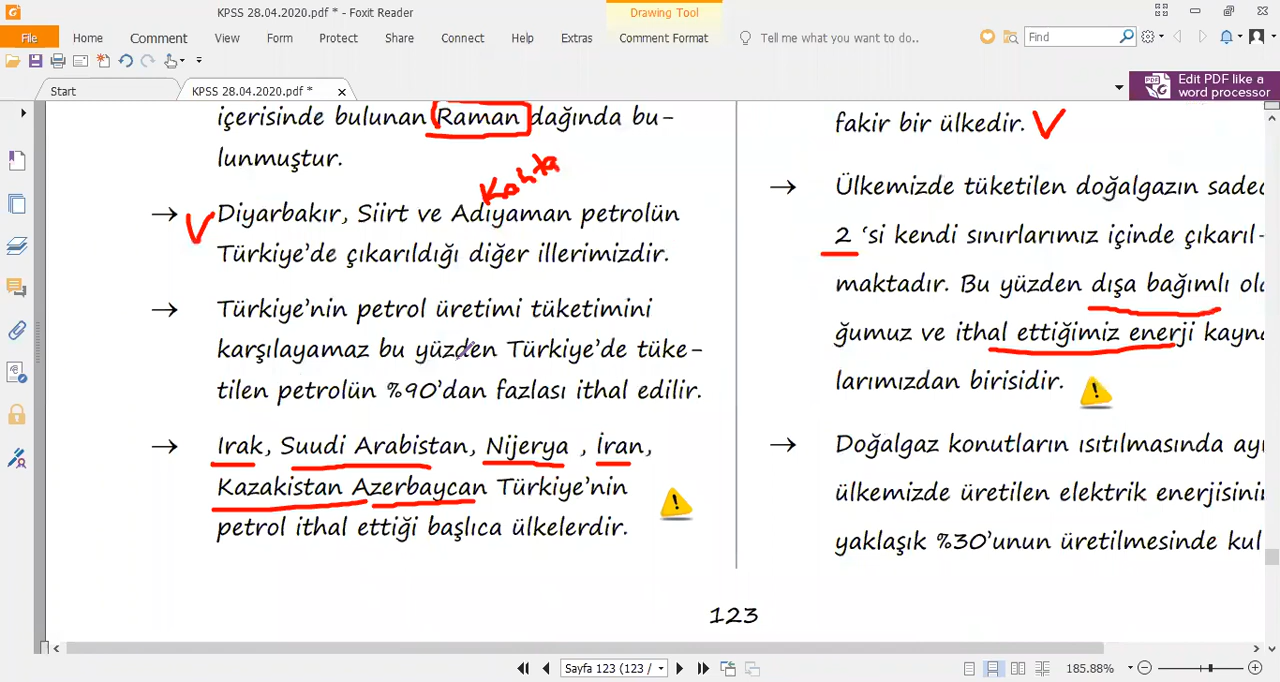 KPSS 28.04.2020.pdf * - Foxit Reader
Drawing Tool
File
Home
Comment
View
Form
Protect
Share
Connect
Help
Extras
Comment Format
Tell me what you want to do..
Find
Start
KPSS 28.04.2020.pdf *
Edit PDF like a
word processor
içerisinde bulunan Raman dağında bu-
lunmuştur.
Kahta
→ Diyarbakır, Siirt ve Adıyaman petrolün
Türkiye’de çıkarıldığı diğer illerimizdir.
→ Türkiye’nin petrol üretimi tüketimini
karşılayamaz bu yüzden Türkiye’de tüke-
tilen petrolün %90’dan fazlası ithal edilir.
→ Irak, Suudi Arabistan, Nijerya , İran,
Kazakistan Azerbaycan Türkiye’nin
petrol ithal ettiği başlıca ülkelerdir.
fakir bir ülkedir.
→ Ülkemizde tüketilen doğalgazın sadec
2 ‘si kendi sınırlarımız içinde çıkarıl-
maktadır. Bu yüzden dışa bağımlı old
ğumuz ve ithal ettiğimiz enerji kayna
larımızdan birisidir.
→ Doğalgaz konutların ısıtılmasında ayı
ülkemizde üretilen elektrik enerjisinin
yaklaşık %30’unun üretilmesinde kul
123
Sayfa 123 (123 /
185.88%